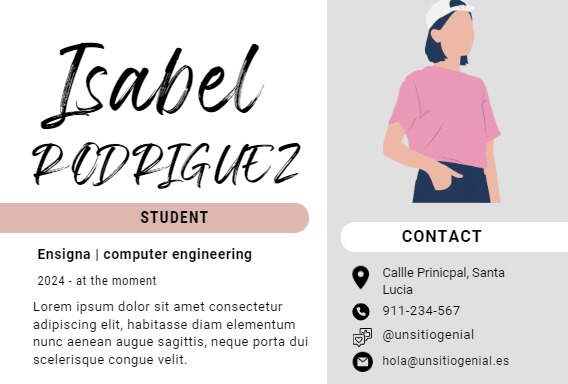 Isabel
RODRIGUEZ
STUDENT
Ensigna | computer engineering
2024 - at the moment
Lorem ipsum dolor sit amet consectetur
adipiscing elit, habitasse diam elementum
nunc aenean augue sagittis, neque porta dui
scelerisque congue velit.
CONTACT
Callle Prinicpal, Santa
Lucia
911-234-567
@unsitiogenial
hola@unsitiogenial.es